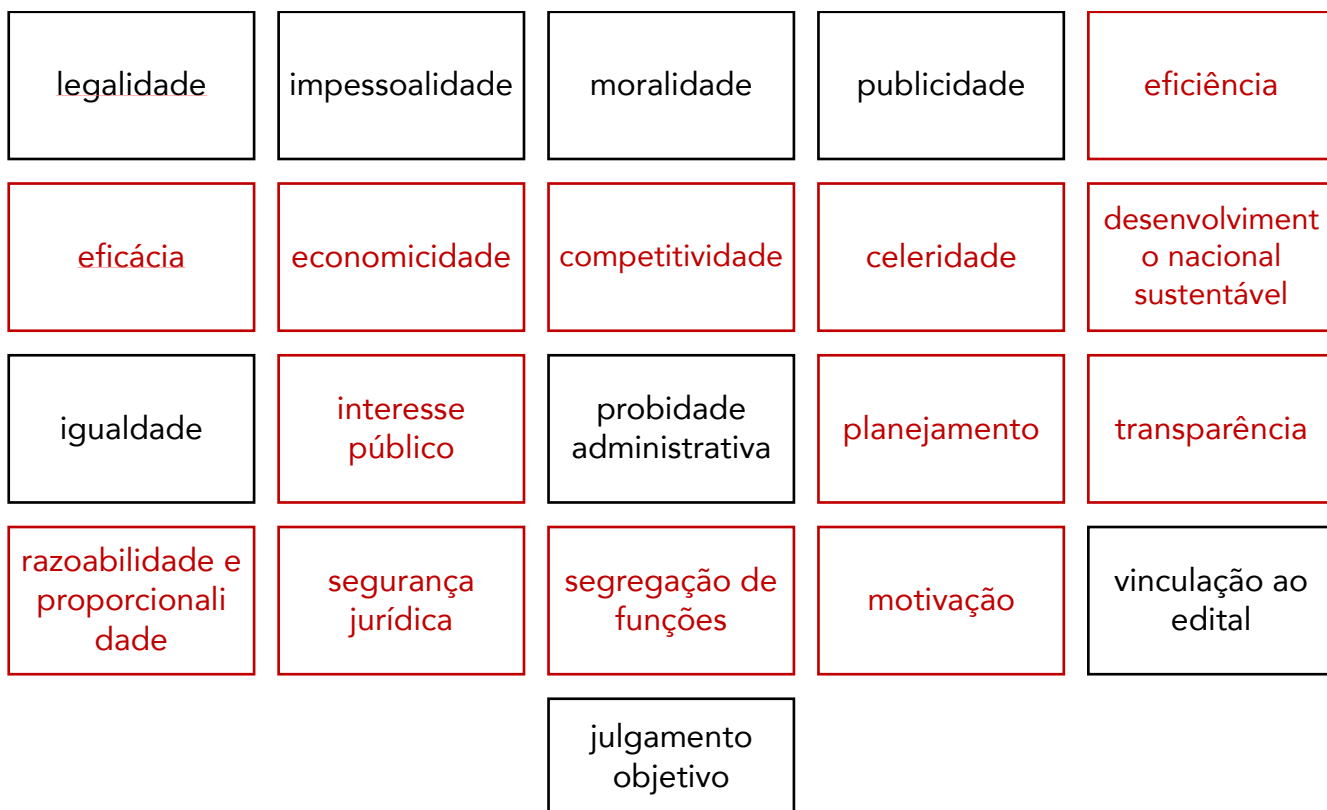 legalidade
impessoalidade
moralidade
publicidade
eficiência
eficácia
economicidade
competitividade
celeridade
desenvolviment
o nacional
sustentável
igualdade
interesse
público
probidade
administrativa
planejamento
transparência
razoabilidade e
proporcionali
dade
segurança
jurídica
segregação de
funções
motivação
vinculação ao
edital
julgamento
objetivo